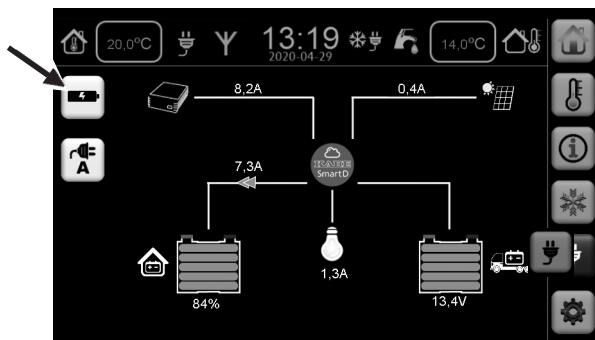 20,0°C
13:19
2020-04-29
14,0°C
8,2A
0,4A
A
KABE
SmartD
7,3A
1,3A
84%
13,4V